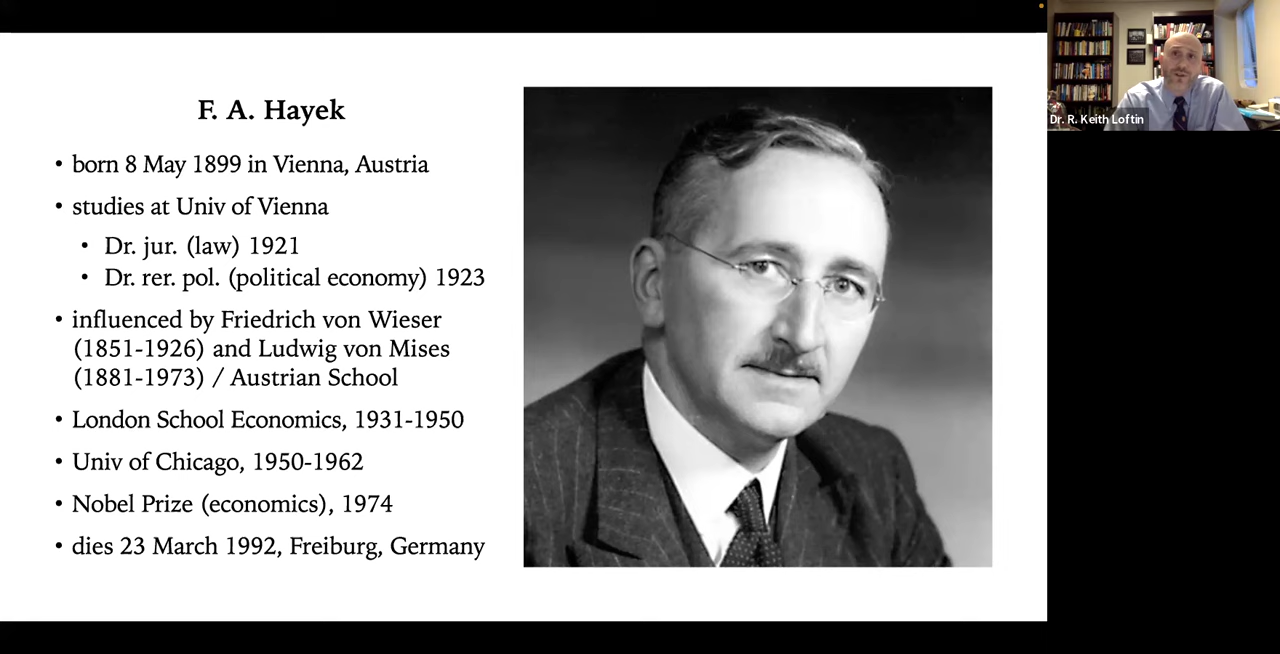 F. A. Hayek
• born 8 May 1899 in Vienna, Austria
• studies at Univ of Vienna
• Dr. jur. (law) 1921
• Dr. rer. pol. (political economy) 1923
• influenced by Friedrich von Wieser
(1851-1926) and Ludwig von Mises
(1881-1973) / Austrian School
• London School Economics, 1931-1950
• Univ of Chicago, 1950-1962
• Nobel Prize (economics), 1974
• dies 23 March 1992, Freiburg, Germany
Dr. R. Keith Loftin